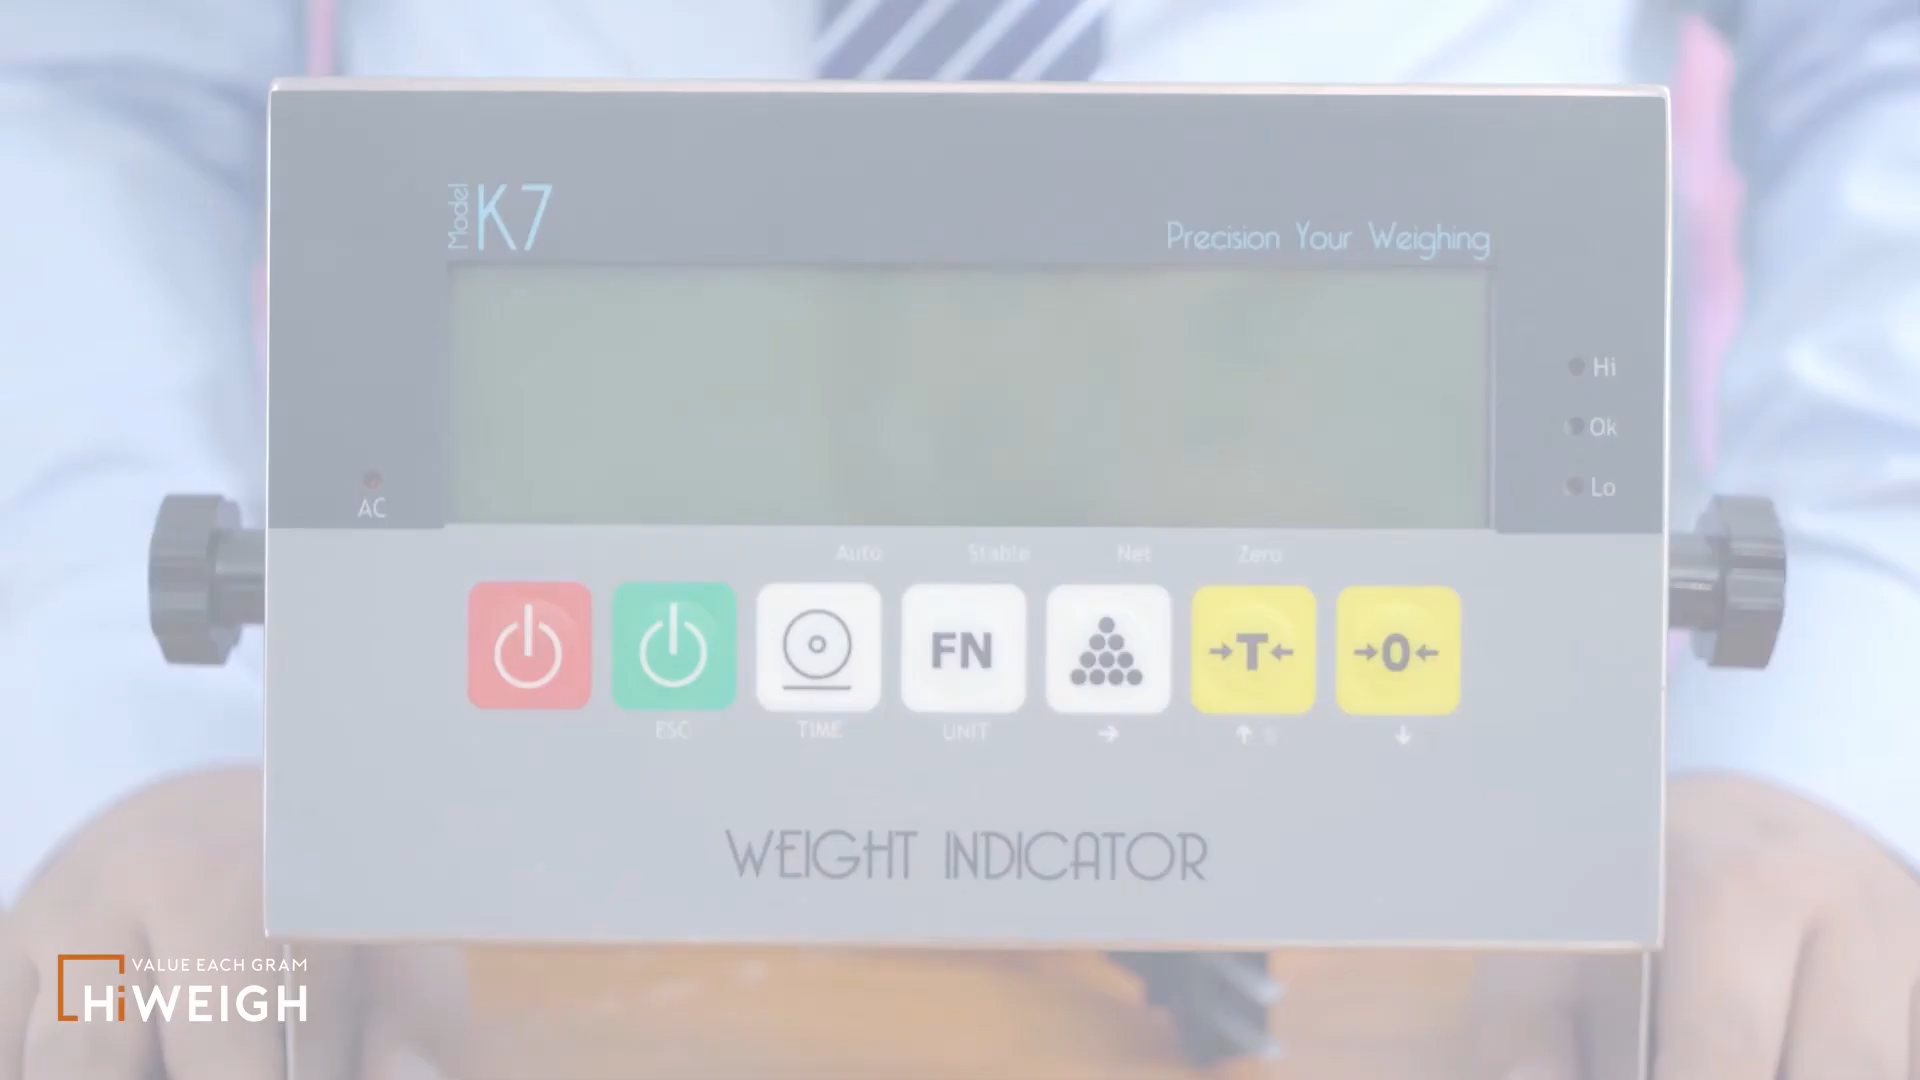 Model K7
Precision Your Weighing
Hi
Ok
Lo
AC
Auto Stable Net Zero
FN →T← →0←
ESC TIME UNIT → ↑ ↓
WEIGHT INDICATOR
VALUE EACH GRAM
HiWEIGH